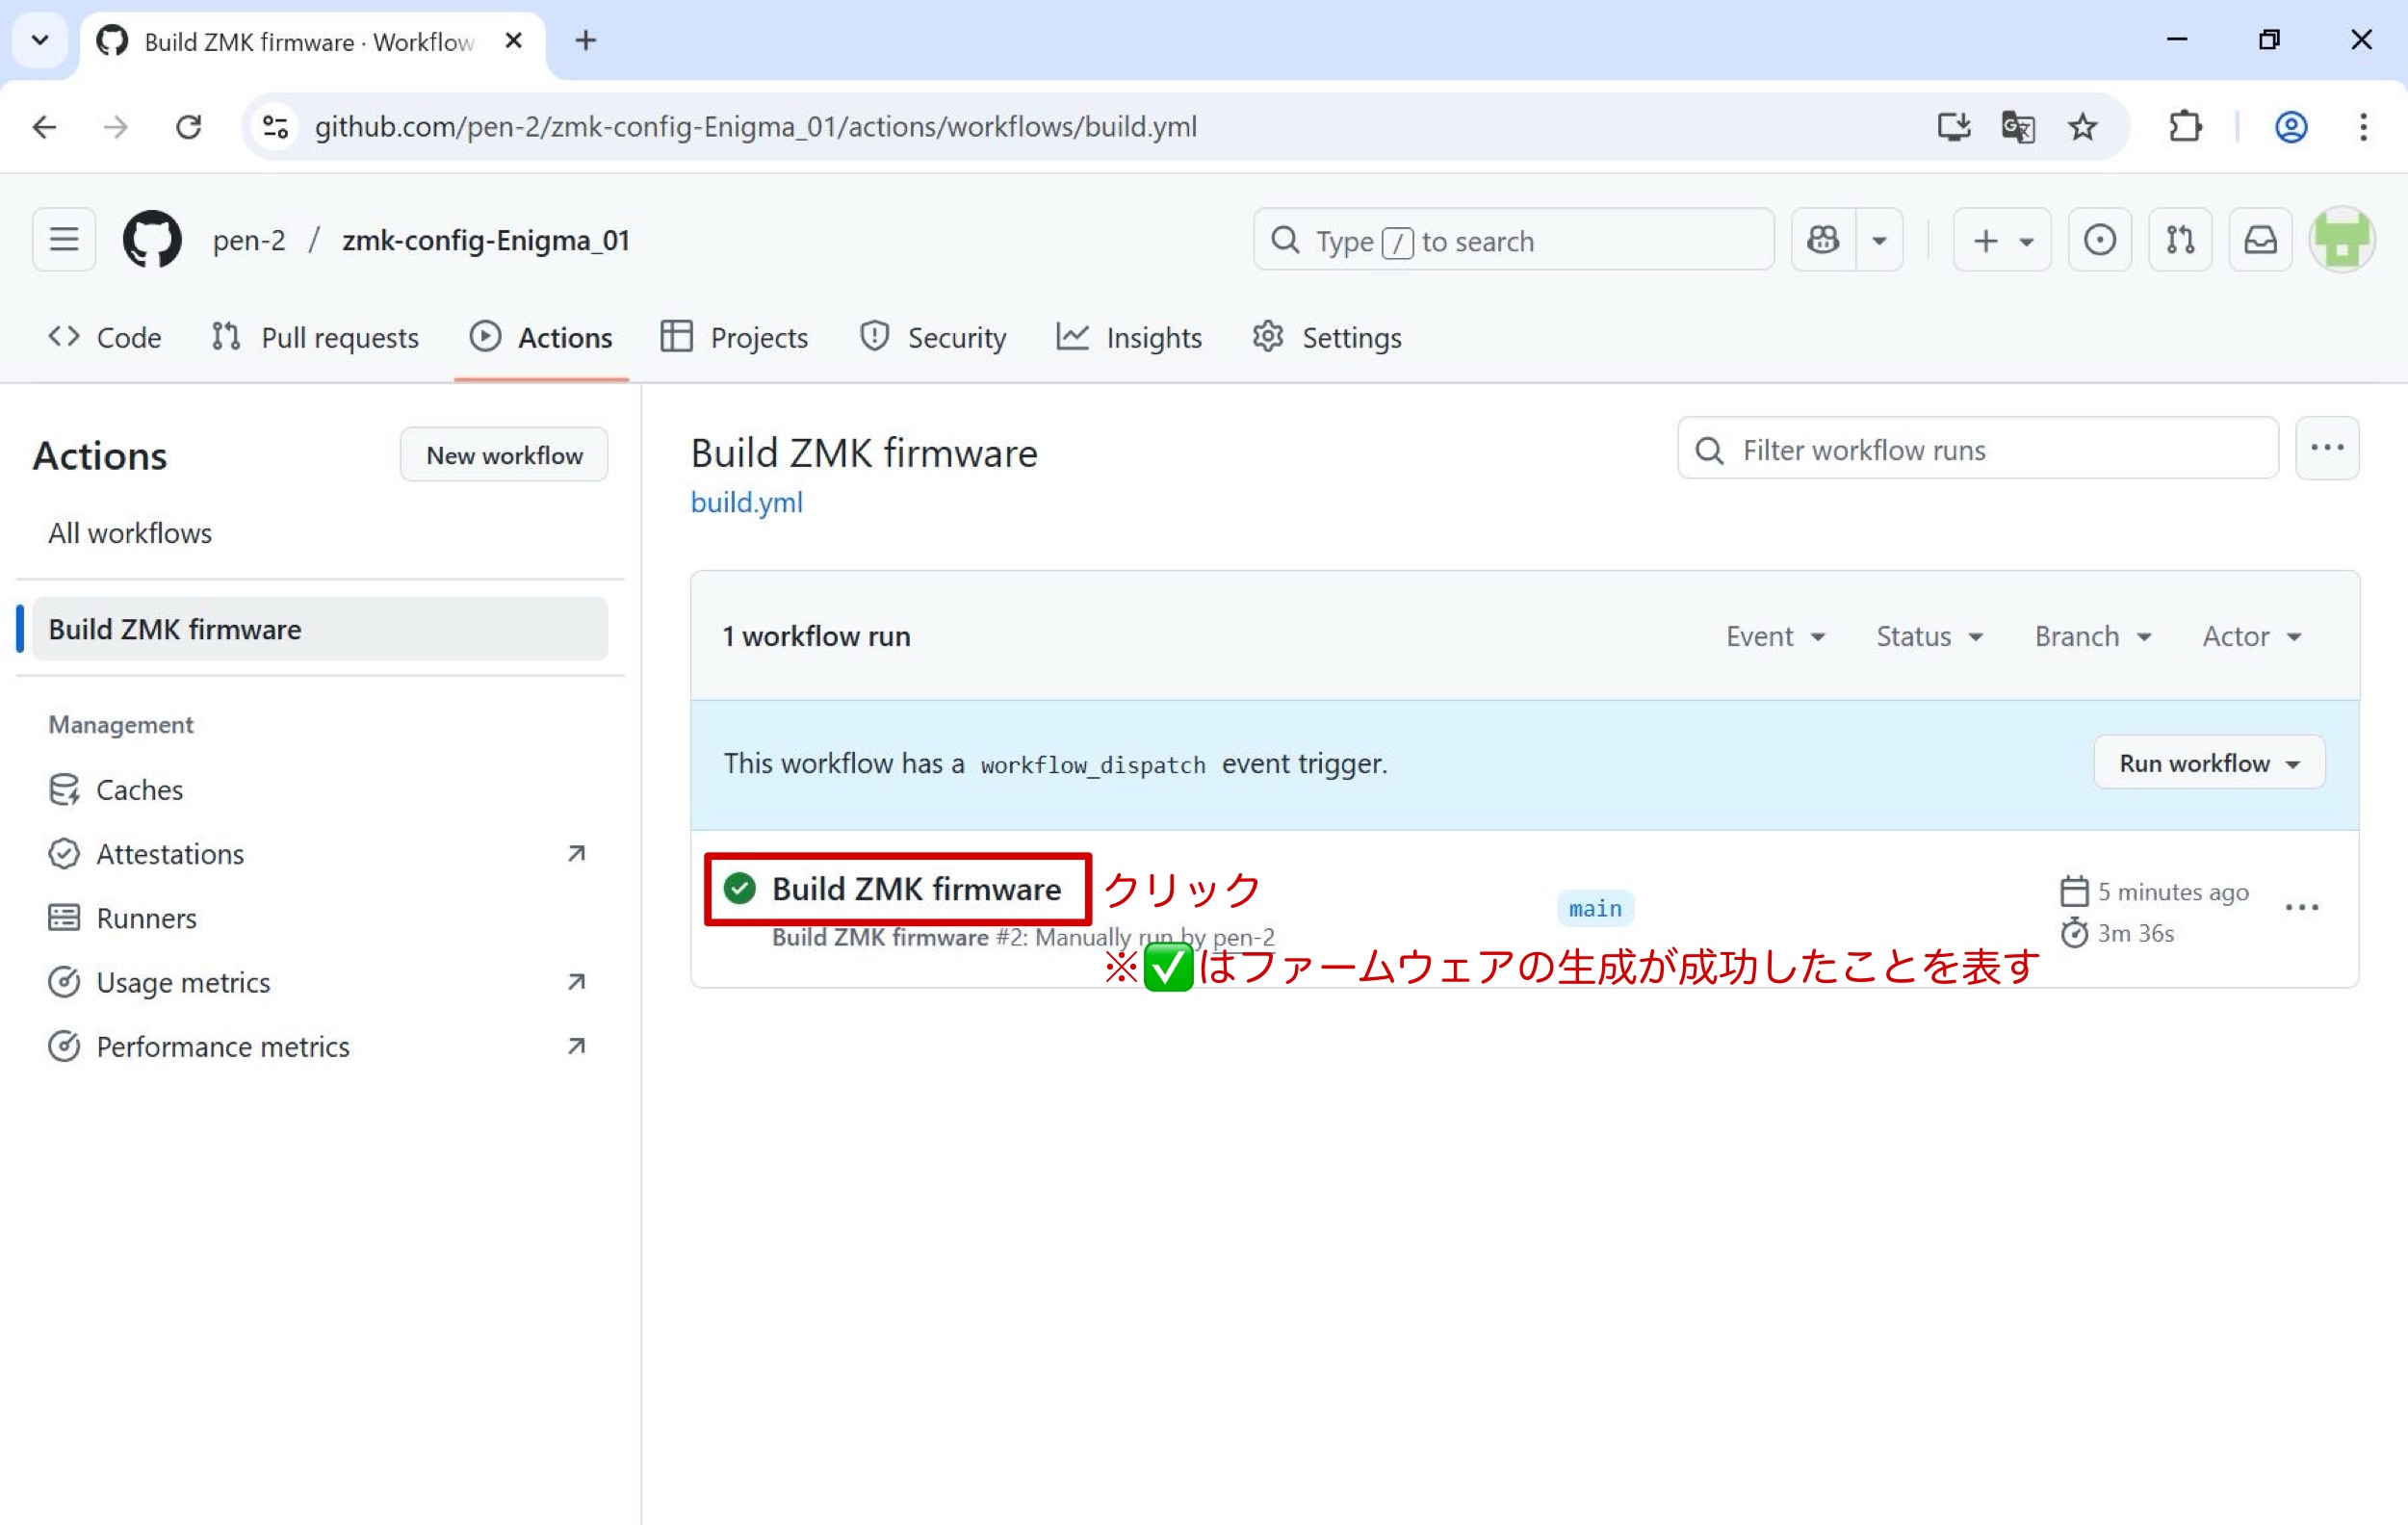 Build ZMK firmware · Workflow
github.com/pen-2/zmk-config-Enigma_01/actions/workflows/build.yml
pen-2 / zmk-config-Enigma_01
Type / to search
Code Pull requests Actions Projects Security Insights Settings
Actions
New workflow
All workflows
Build ZMK firmware
Management
Caches
Attestations
Runners
Usage metrics
Performance metrics
Build ZMK firmware
build.yml
Filter workflow runs
1 workflow run
Event Status Branch Actor
This workflow has a workflow_dispatch event trigger.
Run workflow
Build ZMK firmware クリック
Build ZMK firmware #2: Manually run by pen-2
main
5 minutes ago
3m 36s
※✅はファームウェアの生成が成功したことを表す